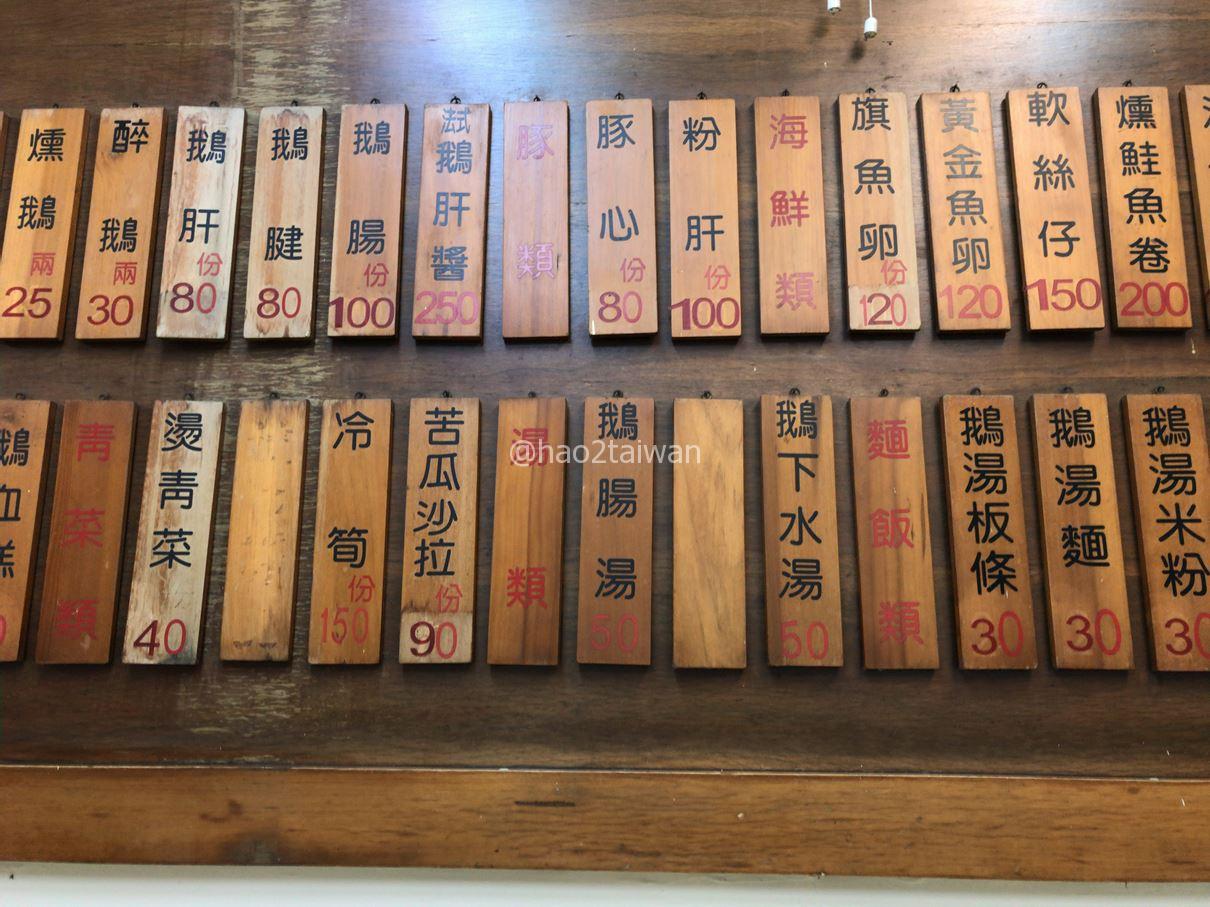 燻鵝兩25
醉鵝兩30
鵝肝份80
鵝腱80
鵝腸份100
鵝肝醬250
豚類
豚心份80
粉肝份100
海鮮類
旗魚卵份120
黃金魚卵120
軟絲仔150
燻鮭魚卷200
鵝血糕
青菜類
燙青菜40
冷筍份150
苦瓜沙拉份90
湯類
鵝腸湯50
鵝下水湯50
麵飯類
鵝湯板條30
鵝湯麵30
鵝湯米粉30
@hao2taiwan